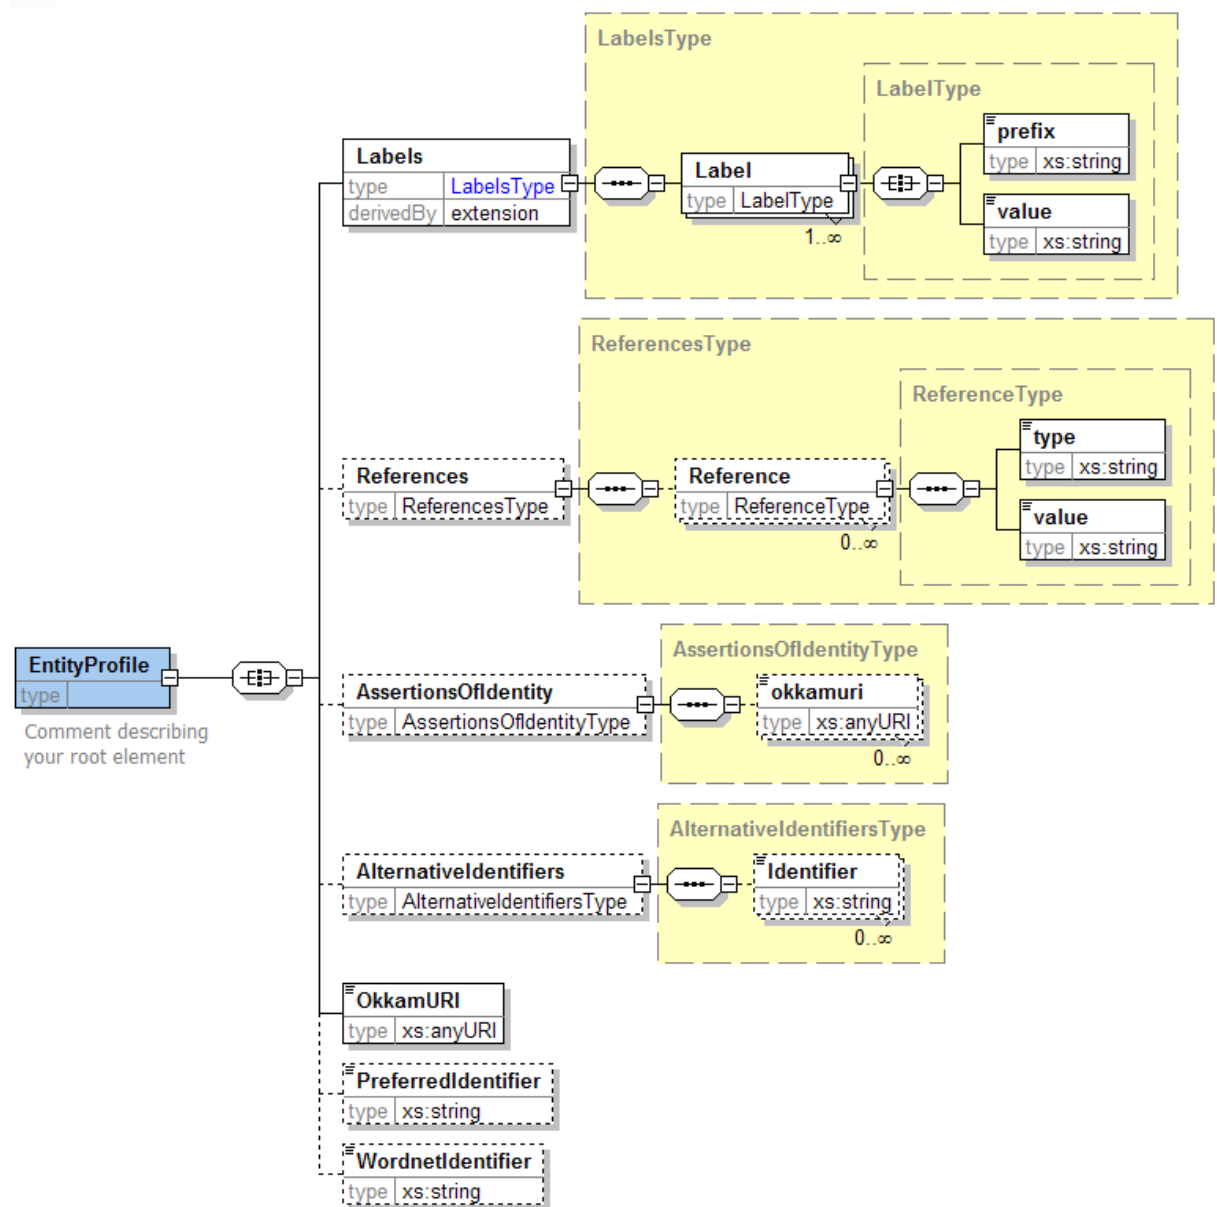 LabelsType
LabelType
prefix
type xs:string
Labels
type LabelsType
derivedBy extension
Label
type LabelType
1..∞
value
type xs:string
ReferencesType
ReferenceType
type
type xs:string
References
type ReferencesType
Reference
type ReferenceType
0..∞
value
type xs:string
EntityProfile
type
Comment describing
your root element
AssertionsOfIdentityType
AssertionsOfIdentity
type AssertionsOfIdentityType
okkamuri
type xs:anyURI
0..∞
AlternativeIdentifiersType
AlternativeIdentifiers
type AlternativeIdentifiersType
Identifier
type xs:string
0..∞
OkkamURI
type xs:anyURI
PreferredIdentifier
type xs:string
WordnetIdentifier
type xs:string